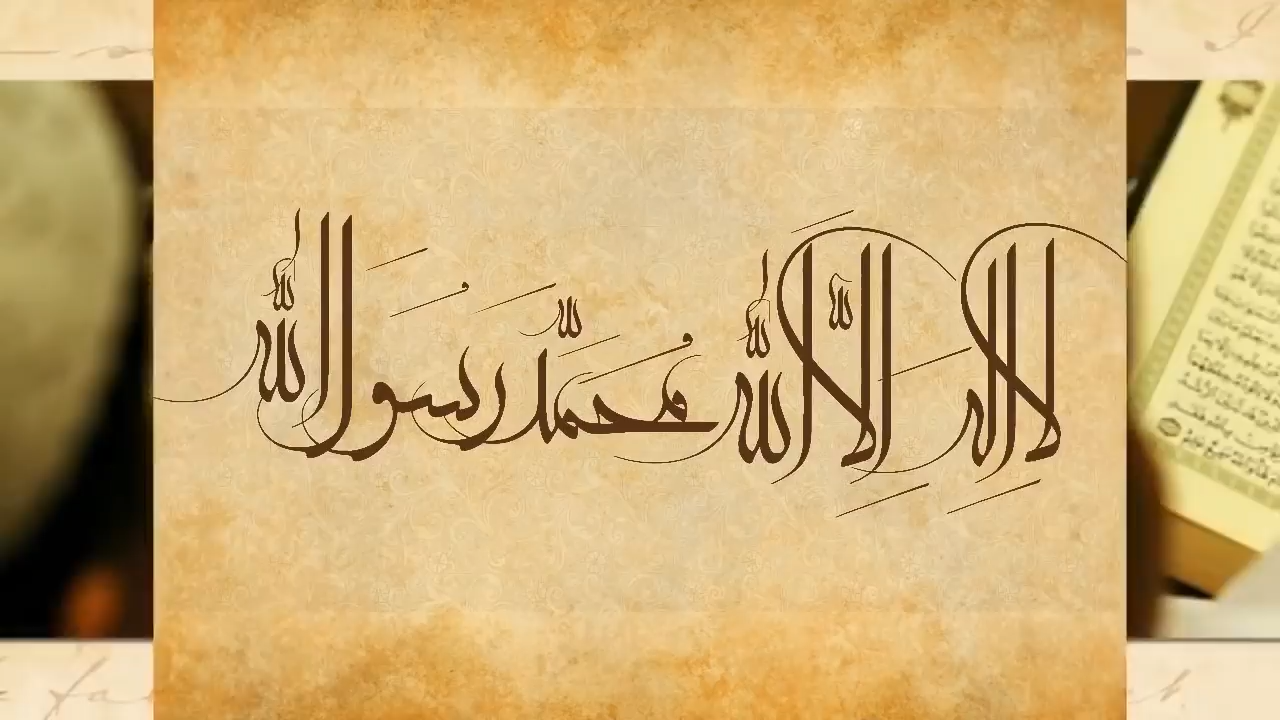 لا اله الا الله محمد رسول الله